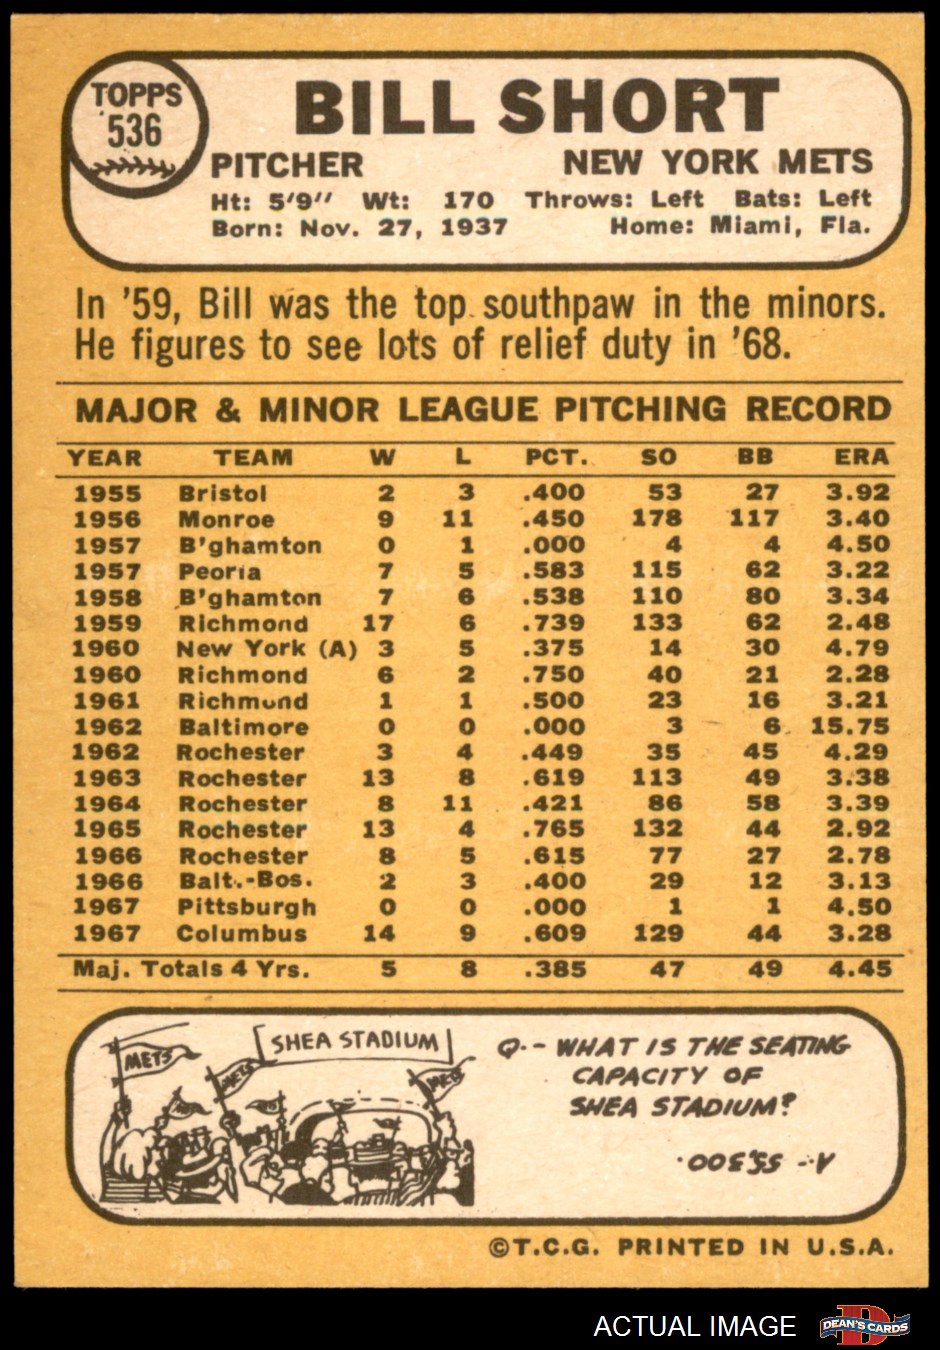 TOPPS
536
BILL SHORT
PITCHER NEW YORK METS
Ht: 5'9" Wt: 170 Throws: Left Bats: Left
Born: Nov. 27, 1937 Home: Miami, Fla.
In '59, Bill was the top southpaw in the minors.
He figures to see lots of relief duty in '68.
MAJOR & MINOR LEAGUE PITCHING RECORD
YEAR TEAM W L PCT. SO BB ERA
1955 Bristol 2 3 .400 53 27 3.92
1956 Monroe 9 11 .450 178 117 3.40
1957 B'ghamton 0 1 .000 4 4 4.50
1957 Peoria 7 5 .583 115 62 3.22
1958 B'ghamton 7 6 .538 110 80 3.34
1959 Richmond 17 6 .739 133 62 2.48
1960 New York (A) 3 5 .375 14 30 4.79
1960 Richmond 6 2 .750 40 21 2.28
1961 Richmond 1 1 .500 23 16 3.21
1962 Baltimore 0 0 .000 3 6 15.75
1962 Rochester 3 4 .449 35 45 4.29
1963 Rochester 13 8 .619 113 49 3.38
1964 Rochester 8 11 .421 86 58 3.39
1965 Rochester 13 4 .765 132 44 2.92
1966 Rochester 8 5 .615 77 27 2.78
1966 Balt.-Bos. 2 3 .400 29 12 3.13
1967 Pittsburgh 0 0 .000 1 1 4.50
1967 Columbus 14 9 .609 129 44 3.28
Maj. Totals 4 Yrs. 5 8 .385 47 49 4.45
METS
METS
METS
SHEA STADIUM
Q.- WHAT IS THE SEATING
CAPACITY OF
SHEA STADIUM?
A.- 55,300.
©T.C.G. PRINTED IN U.S.A.
ACTUAL IMAGE
DEAN'S CARDS